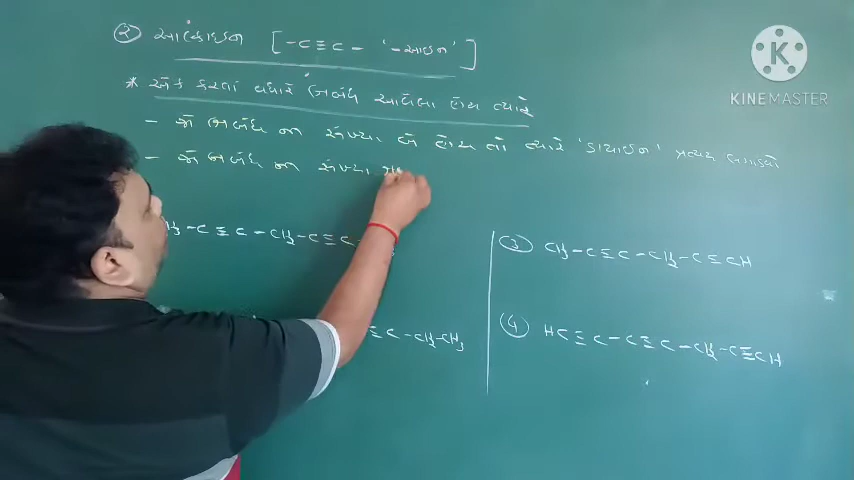 ૨ આલ્કાઇન [-C≡C- '-આઇન']
* એક કરતાં વધારે ત્રિબંધ આવેલા હોય ત્યારે
- જો ત્રિબંધ ની સંખ્યા બે હોય તો ત્યારે 'ડાયાઇન' પ્રત્યય લગાડવો
- જો ત્રિબંધ ની સંખ્યા
-C≡C-CH₂-C≡C-
≡C-CH₂-CH₃
③ CH₃-C≡C-CH₂-C≡CH
④ HC≡C-C≡C-CH₂-C≡CH
K
KINEMASTER